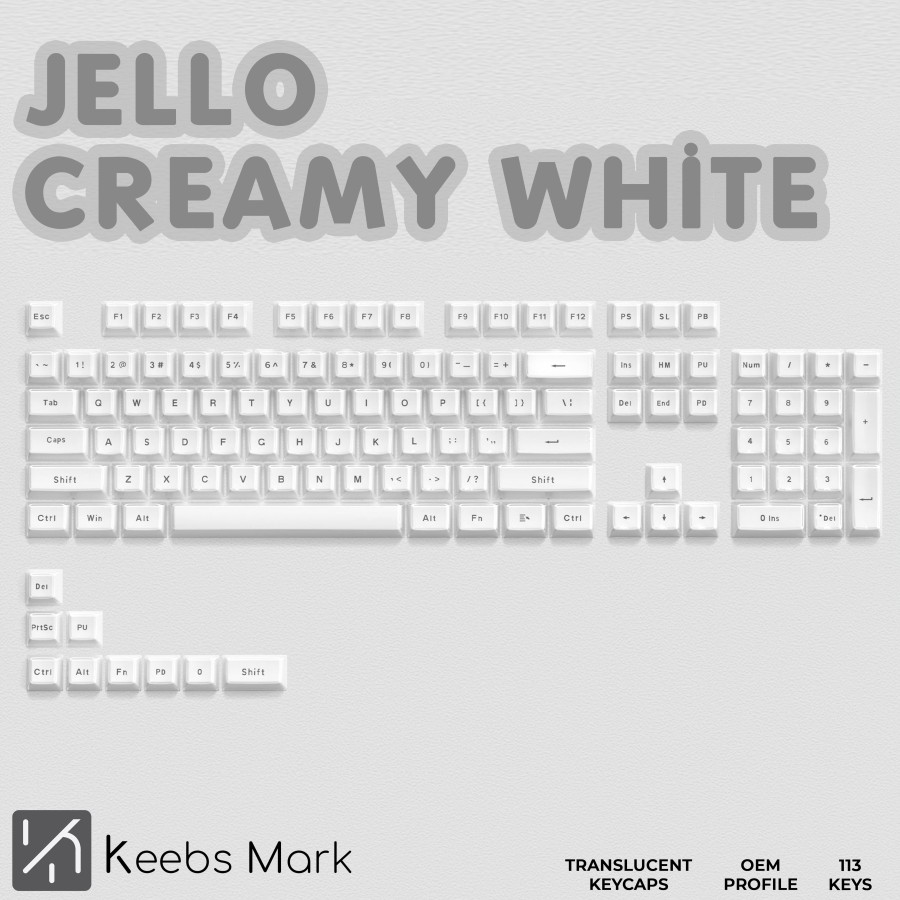 JELLO
CREAMY WHİTE
Esc F1 F2 F3 F4 F5 F6 F7 F8 F9 F10 F11 F12 PS SL PB
` ~ 1 ! 2 @ 3 # 4 $ 5 % 6 ^ 7 & 8 * 9 ( 0 ) - _ = + ← Ins HM PU Num / * -
Tab Q W E R T Y U I O P [ { ] } \ | Del End PD 7 8 9 +
Caps A S D F G H J K L ; : ' " ↵ 4 5 6
Shift Z X C V B N M , < . > / ? Shift ↑ 1 2 3 ↵
Ctrl Win Alt Alt Fn Ctrl ← ↓ → 0 Ins Del
Del
PrtSc PU
Ctrl Alt Fn PD 0 Shift
Keebs Mark
TRANSLUCENT
KEYCAPS
OEM
PROFILE
113
KEYS